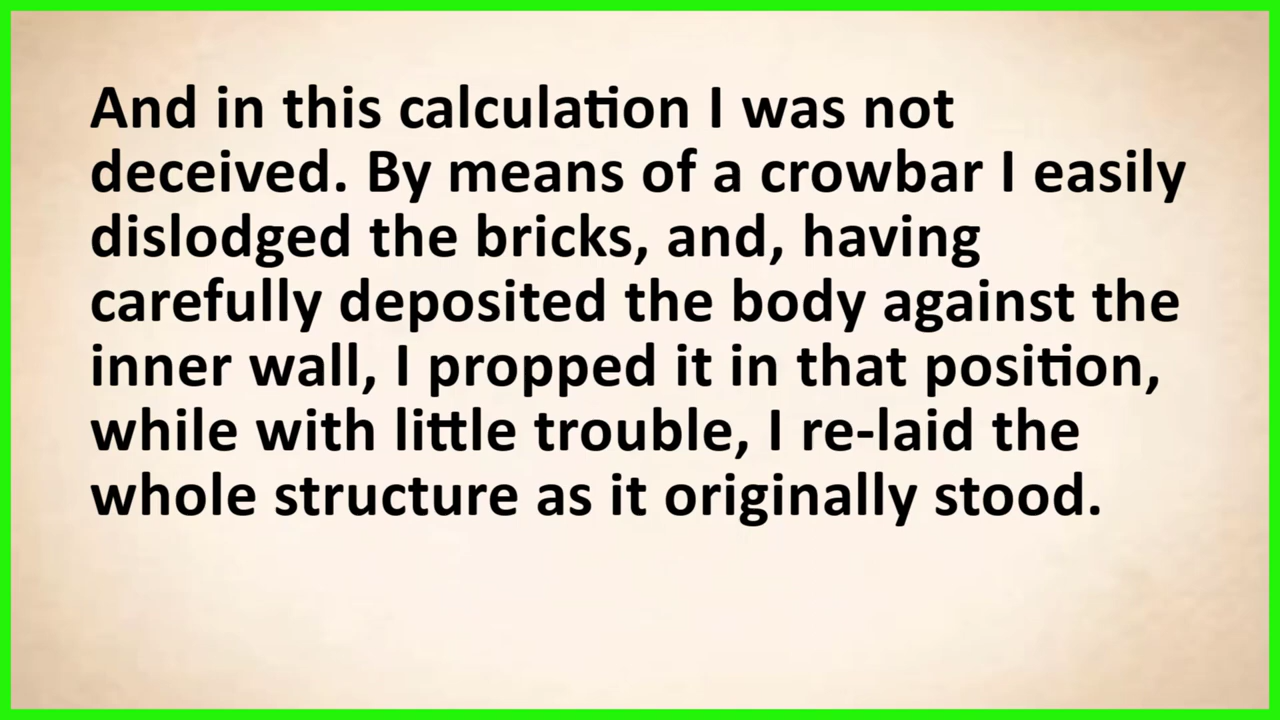 And in this calculation I was not
deceived. By means of a crowbar I easily
dislodged the bricks, and, having
carefully deposited the body against the
inner wall, I propped it in that position,
while with little trouble, I re-laid the
whole structure as it originally stood.